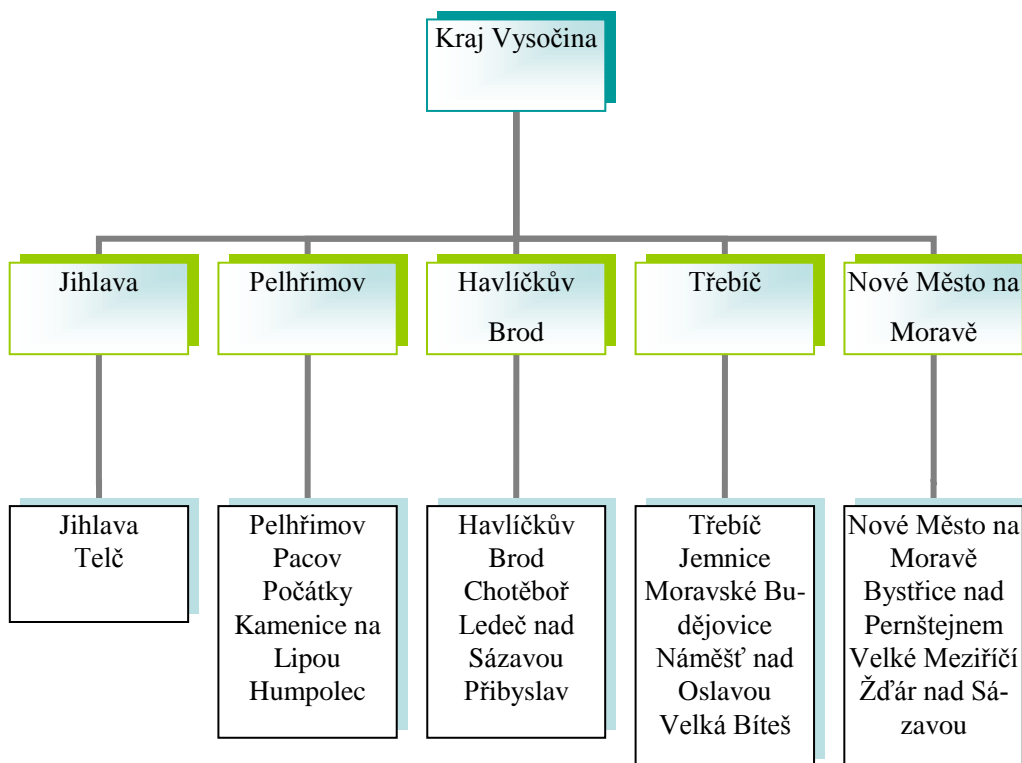 Kraj Vysočina
Jihlava
Pelhřimov
Havlíčkův
Brod
Třebíč
Nové Město na
Moravě
Jihlava
Telč
Pelhřimov
Pacov
Počátky
Kamenice na
Lipou
Humpolec
Havlíčkův
Brod
Chotěboř
Ledeč nad
Sázavou
Přibyslav
Třebíč
Jemnice
Moravské Bu-
dějovice
Náměšť nad
Oslavou
Velká Bíteš
Nové Město na
Moravě
Bystřice nad
Pernštejnem
Velké Meziříčí
Žďár nad Sá-
zavou